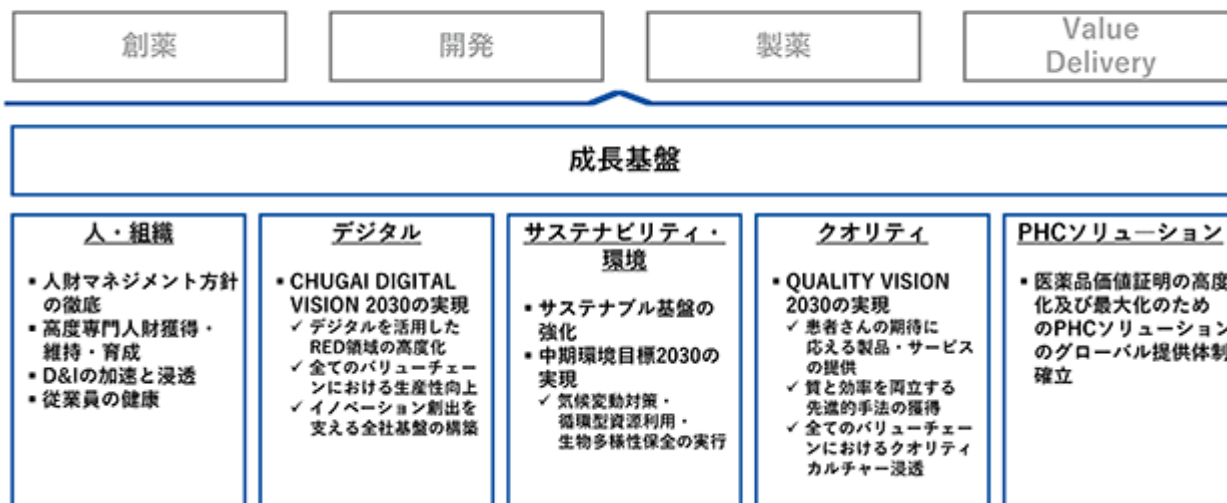 創薬
開発
製薬
Value
Delivery
成長基盤
人・組織
▪ 人財マネジメント方針
の徹底
▪ 高度専門人財獲得・
維持・育成
▪ D&Iの加速と浸透
▪ 従業員の健康
デジタル
▪ CHUGAI DIGITAL
VISION 2030の実現
✓ デジタルを活用した
RED領域の高度化
✓ 全てのバリューチェー
ンにおける生産性向上
✓ イノベーション創出を
支える全社基盤の構築
サステナビリティ・
環境
▪ サステナブル基盤の
強化
▪ 中期環境目標2030の
実現
✓ 気候変動対策・
循環型資源利用・
生物多様性保全の実行
クオリティ
▪ QUALITY VISION
2030の実現
✓ 患者さんの期待に
応える製品・サービス
の提供
✓ 質と効率を両立する
先進的手法の獲得
✓ 全てのバリューチェー
ンにおけるクオリティ
カルチャー浸透
PHCソリューション
▪ 医薬品価値証明の高度
化及び最大化のため
のPHCソリューション
のグローバル提供体制
確立